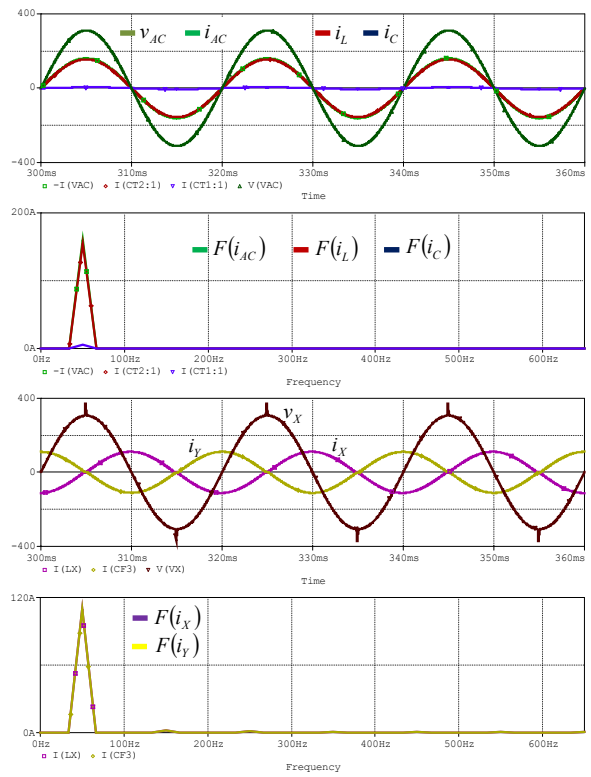 400
v_AC i_AC i_L i_C
0
-400
300ms 310ms 320ms 330ms 340ms 350ms 360ms
-I(VAC) I(CT2:1) I(CT1:1) V(VAC)
Time
200A
F(i_AC) F(i_L) F(i_C)
0A
0Hz 100Hz 200Hz 300Hz 400Hz 500Hz 600Hz
-I(VAC) I(CT2:1) I(CT1:1)
Frequency
400
v_X
i_Y i_X
0
-400
300ms 310ms 320ms 330ms 340ms 350ms 360ms
I(LX) I(CF3) V(VX)
Time
120A
F(i_X)
F(i_Y)
0A
0Hz 100Hz 200Hz 300Hz 400Hz 500Hz 600Hz
I(LX) I(CF3)
Frequency